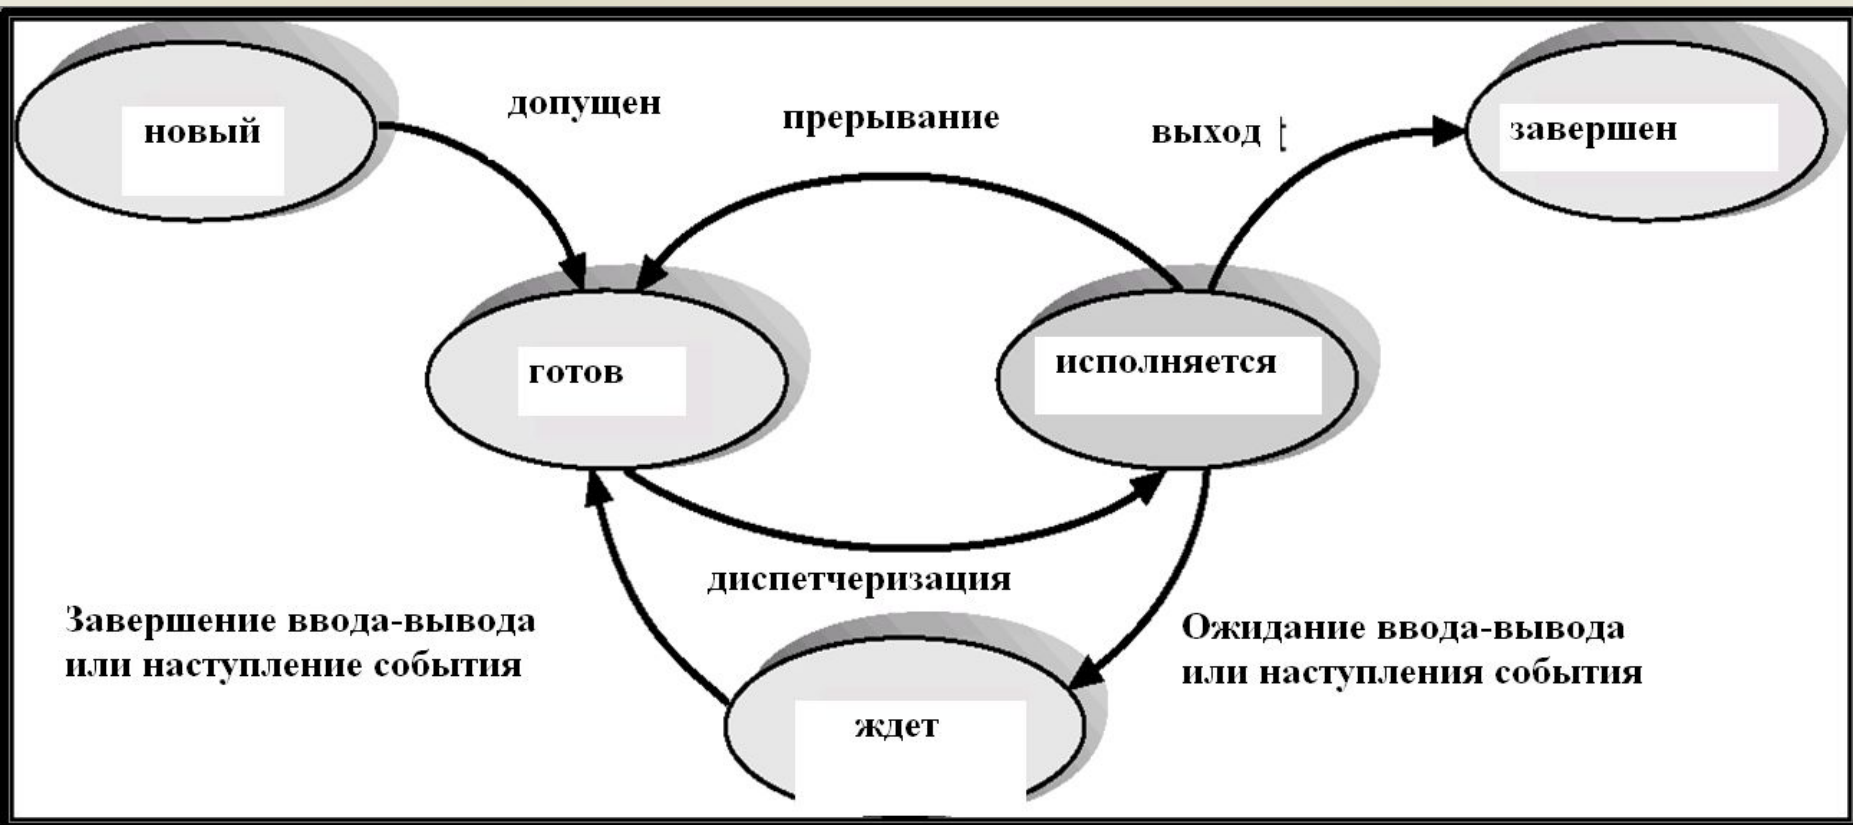 допущен
прерывание
выход t
новый
завершен
готов
исполняется
диспетчеризация
Завершение ввода-вывода
или наступление события
Ожидание ввода-вывода
или наступления события
ждет